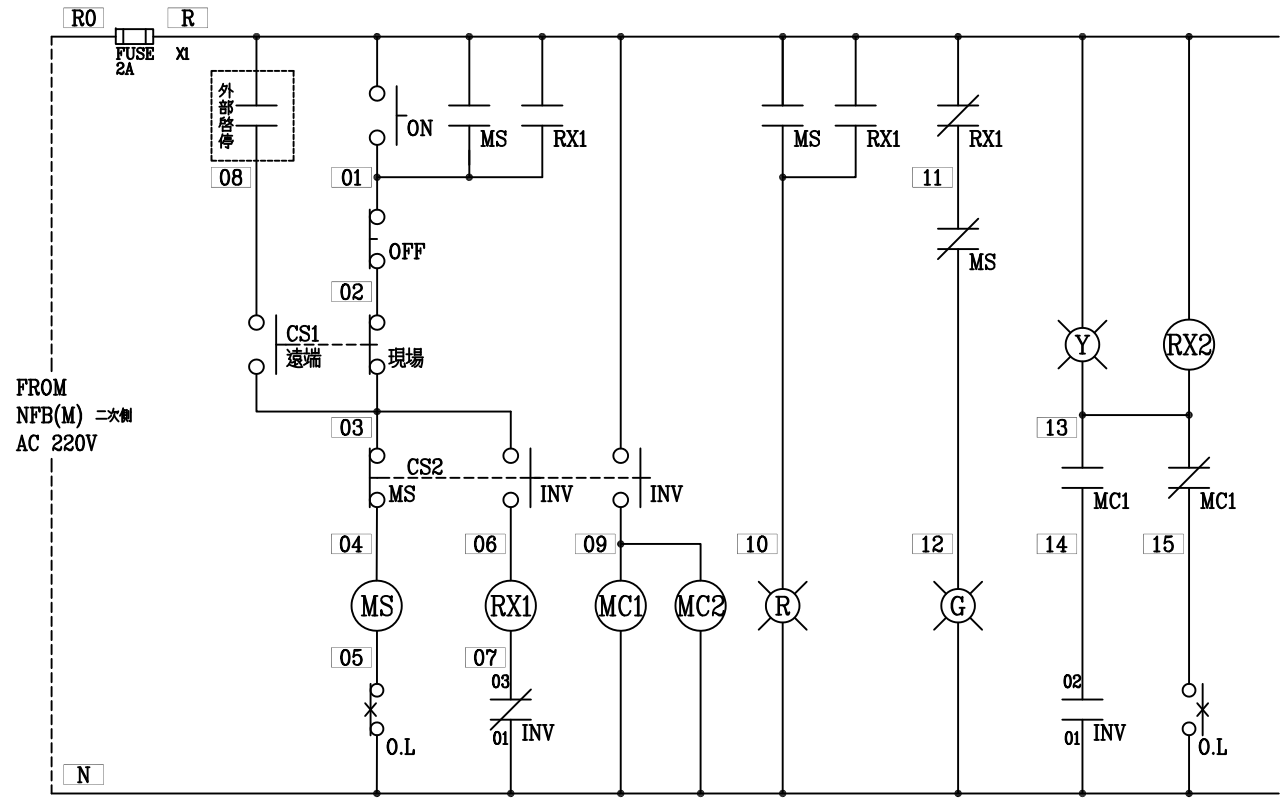 R0
R
FUSE
2A
X1
外部啓停
08
ON
MS
RX1
01
OFF
02
CS1
遠端
現場
03
CS2
MS
INV
INV
04
06
09
MS
RX1
MC1
MC2
05
07
03
01
INV
O.L
MS
RX1
10
R
RX1
11
MS
12
G
Y
RX2
13
MC1
MC1
14
15
02
01
INV
O.L
FROM
NFB(M) 二次側
AC 220V
N